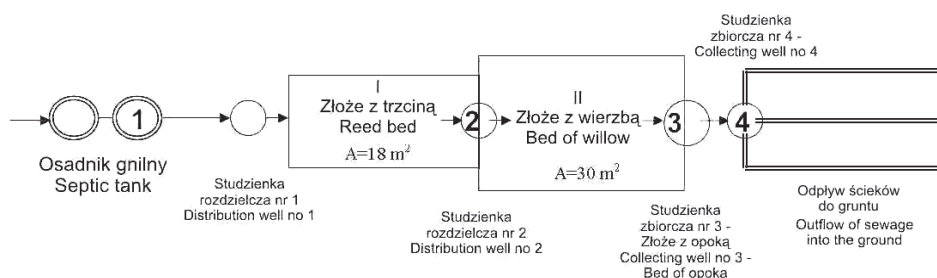 1
Osadnik gnilny
Septic tank
Studzienka
rozdzielcza nr 1
Distribution well no 1
I
Złoże z trzciną
Reed bed
A=18 m²
2
Studzienka
rozdzielcza nr 2
Distribution well no 2
II
Złoże z wierzbą
Bed of willow
A=30 m²
3
Studzienka
zbiorcza nr 3 -
Złoże z opoką
Collecting well no 3 -
Bed of opoka
Studzienka
zbiorcza nr 4 -
Collecting well no 4
4
Odpływ ścieków
do gruntu
Outflow of sewage
into the ground